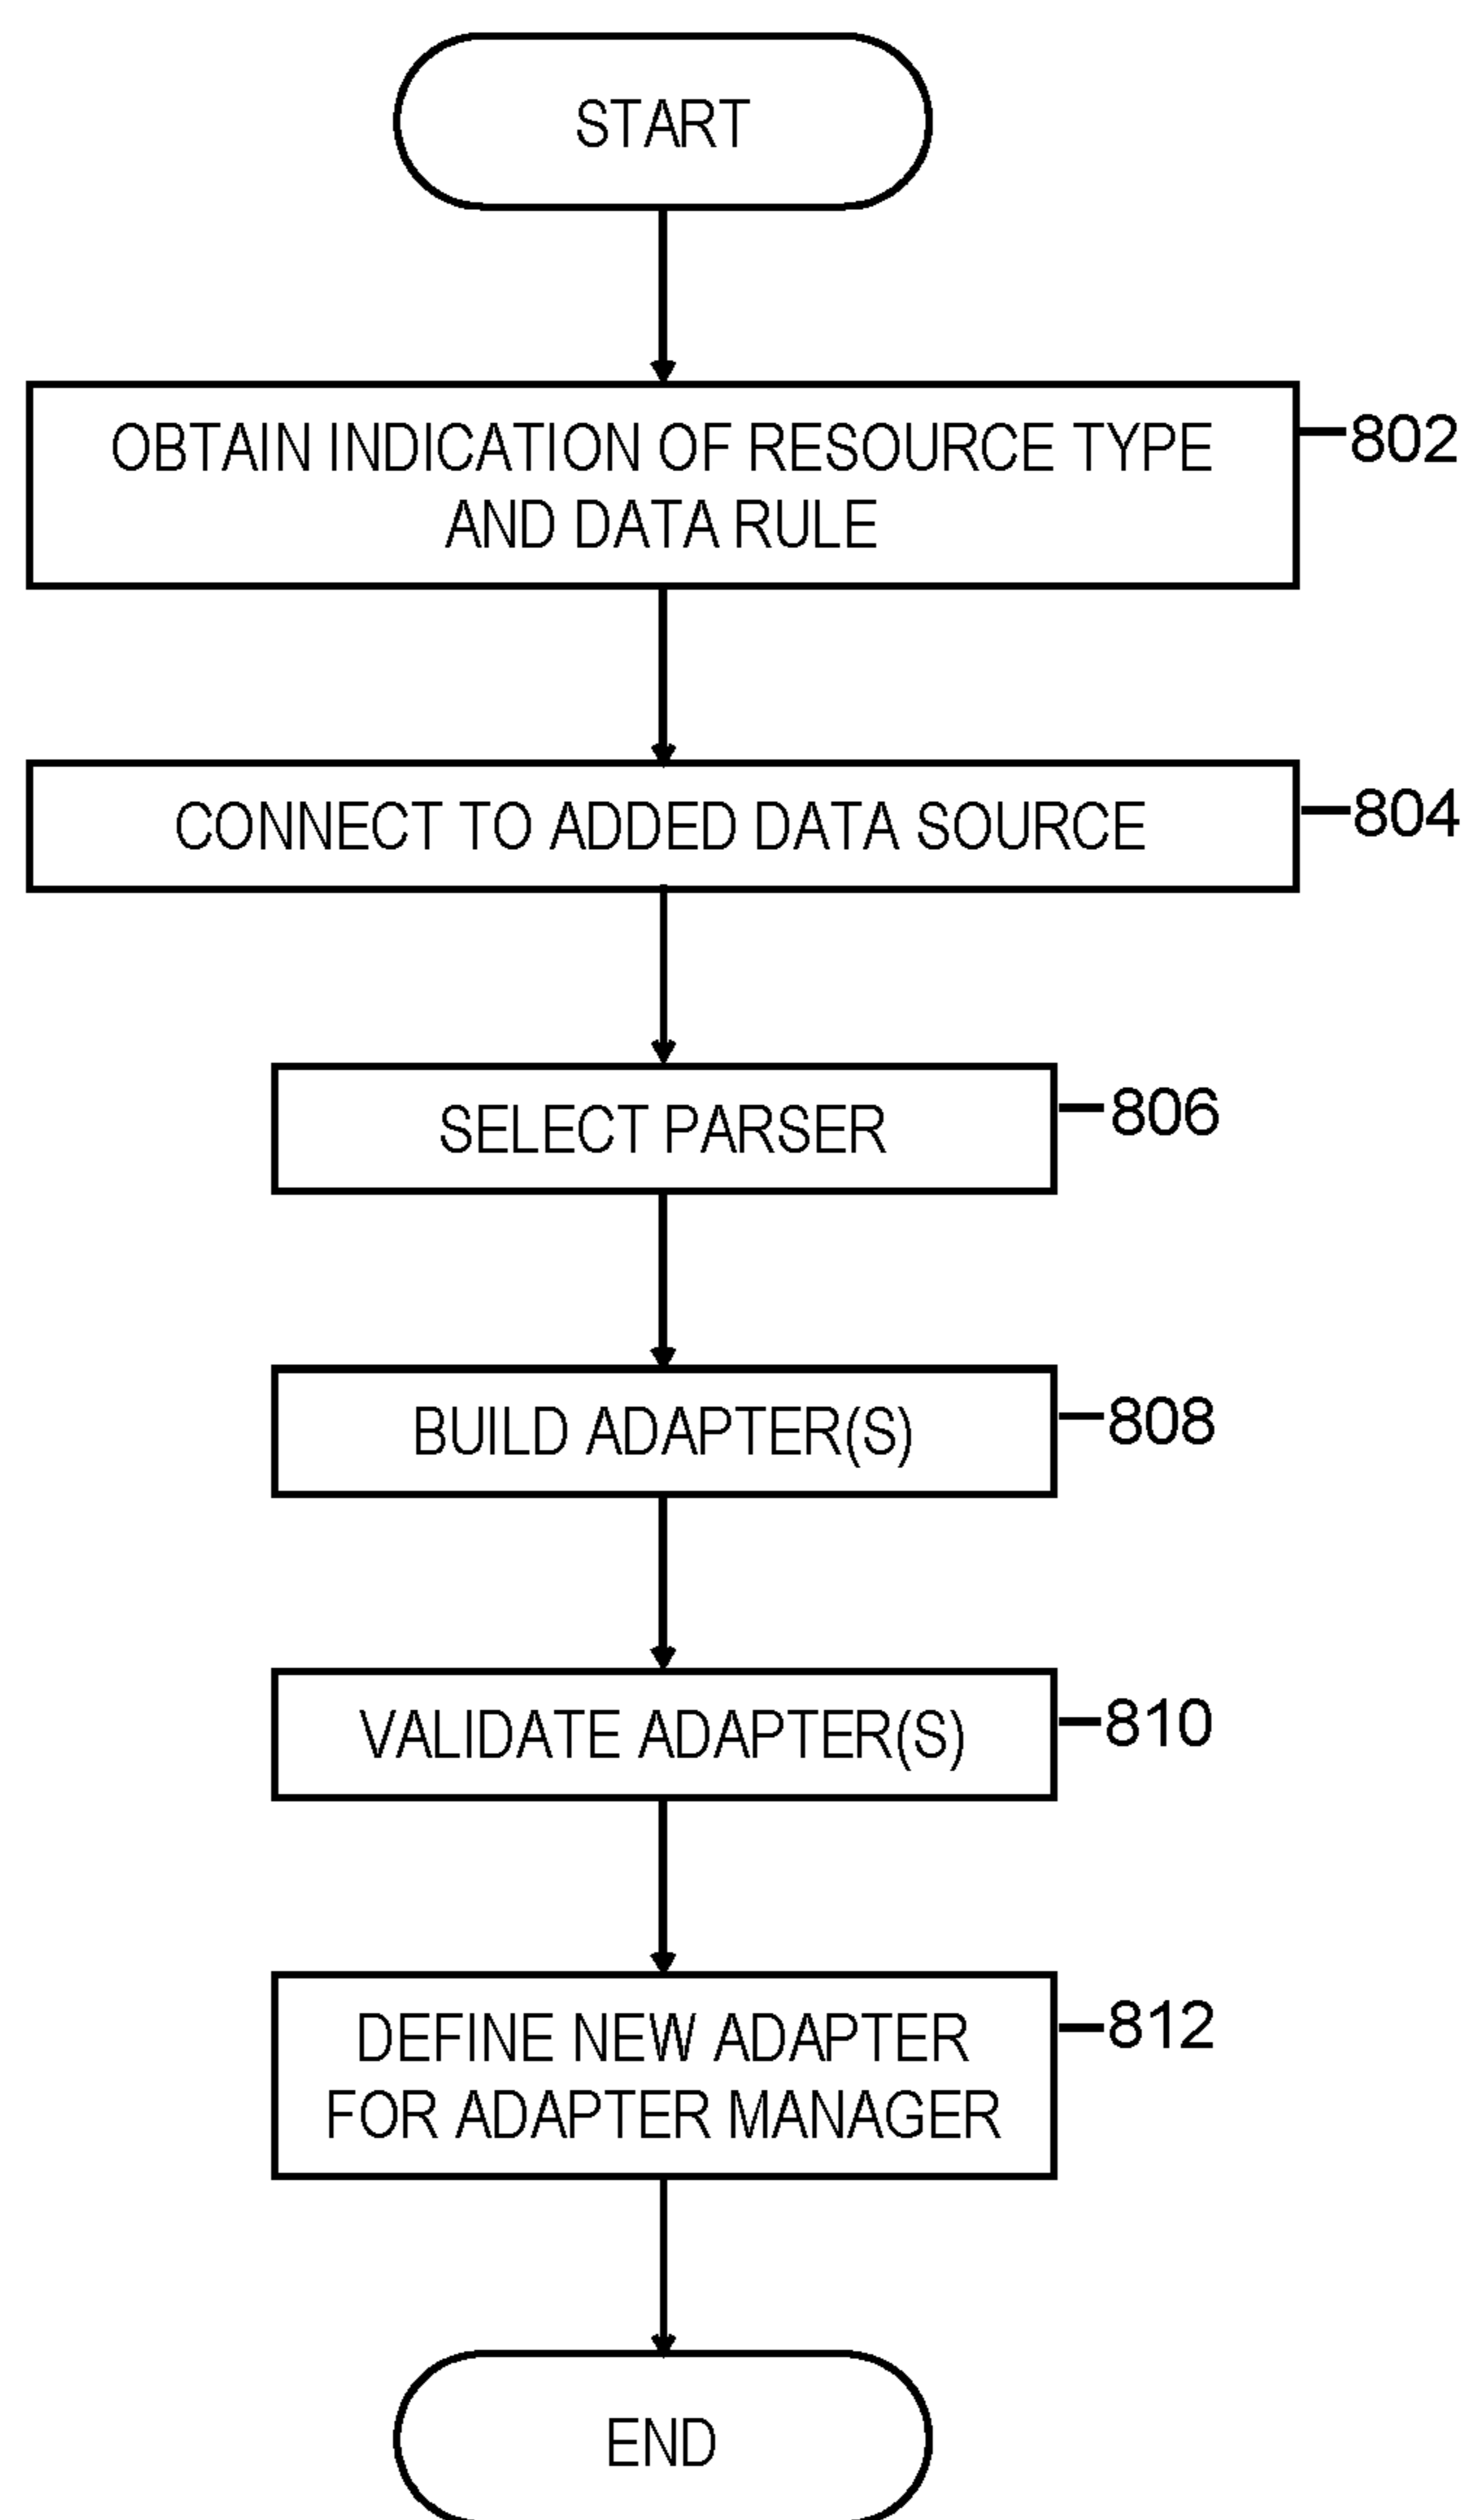 START
OBTAIN INDICATION OF RESOURCE TYPE
AND DATA RULE
802
CONNECT TO ADDED DATA SOURCE
804
SELECT PARSER
806
BUILD ADAPTER(S)
808
VALIDATE ADAPTER(S)
810
DEFINE NEW ADAPTER
FOR ADAPTER MANAGER
812
END